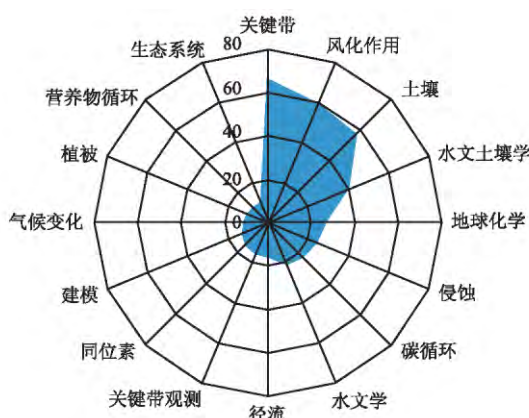 关键带
风化作用
土壤
水文土壤学
地球化学
侵蚀
碳循环
水文学
径流
关键带观测
同位素
建模
气候变化
植被
营养物循环
生态系统
80
60
40
20
0